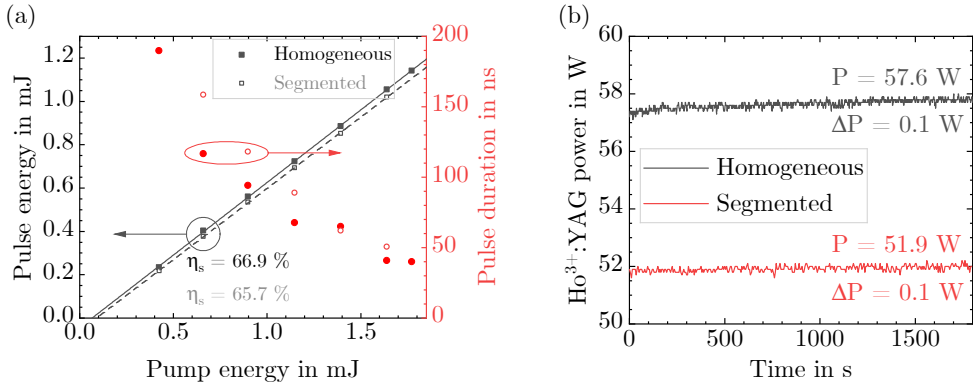 (a)
Pulse energy in mJ
1.2
1.0
0.8
0.6
0.4
0.2
0.0
0.0 0.5 1.0 1.5
Pump energy in mJ
200
150
100
50
0
Pulse duration in ns
Homogeneous
Segmented
ηs = 66.9 %
ηs = 65.7 %
(b)
Ho³⁺:YAG power in W
60
58
56
54
52
50
0 500 1000 1500
Time in s
P = 57.6 W
ΔP = 0.1 W
Homogeneous
Segmented
P = 51.9 W
ΔP = 0.1 W